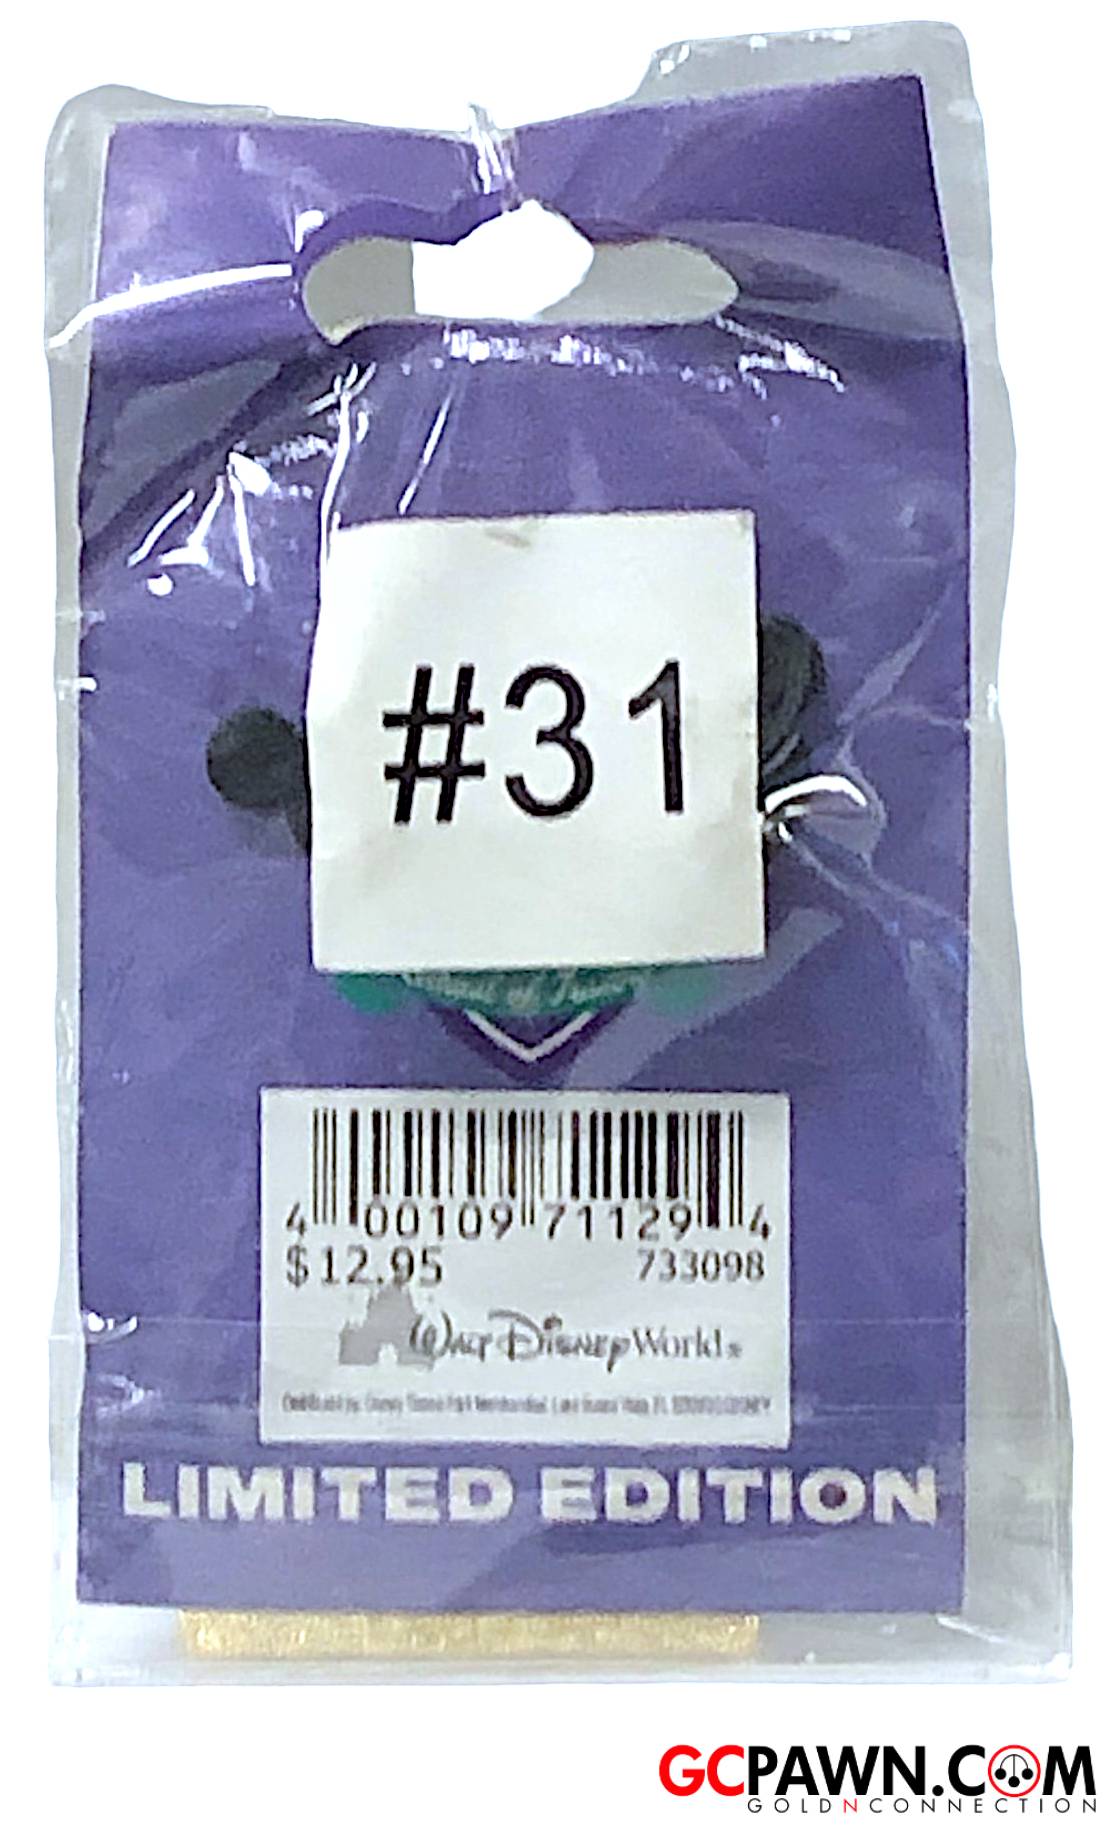 #31
4 00109 71129 4
$12.95 733098
Walt Disney World
LIMITED EDITION
GCPAWN.COM
GOLDNCONNECTION